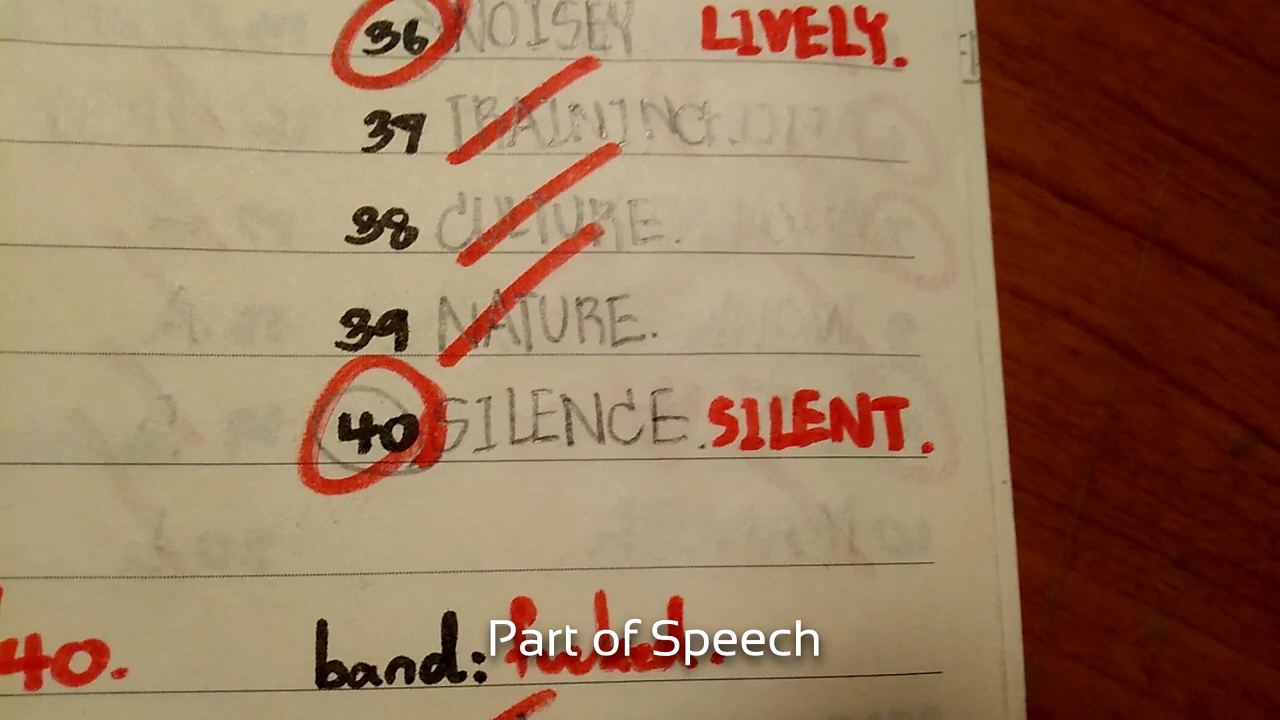 36 NOISEY LIVELY.
37 TRAINING.
38 CULTURE.
39 NATURE.
40 SILENCE. SILENT.
40. band:
Part of Speech